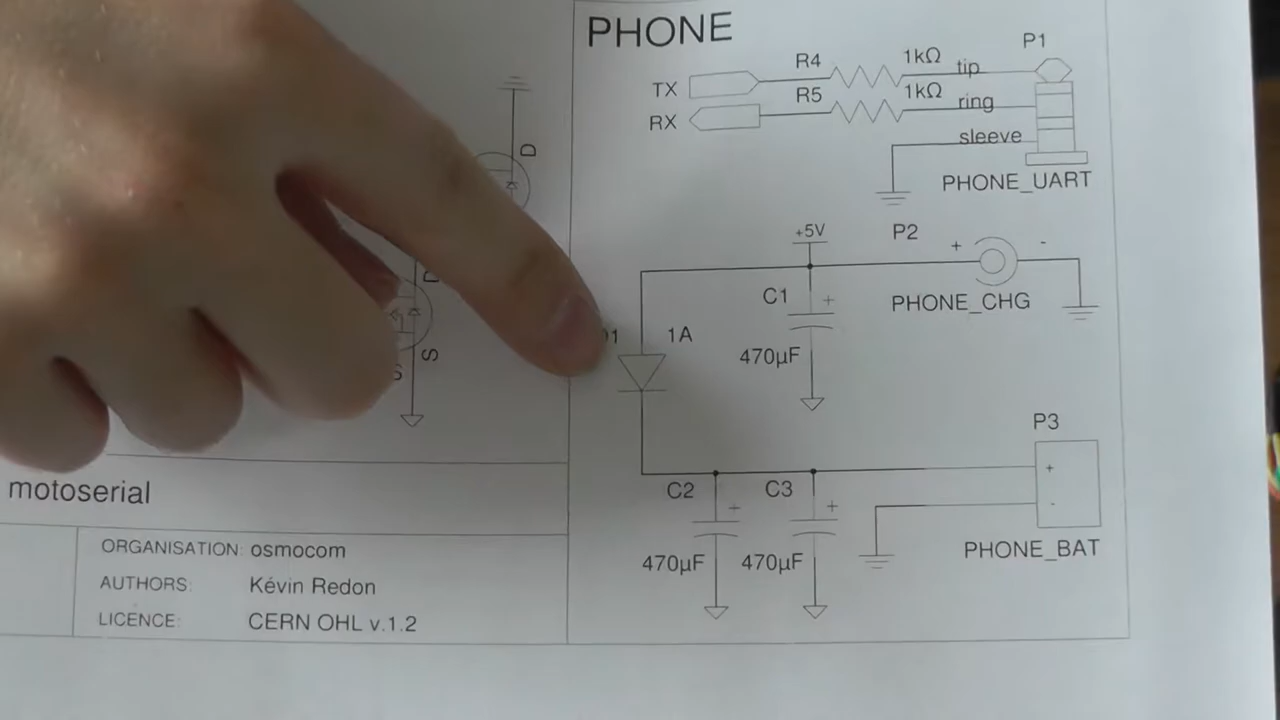 PHONE
P1
R4 1kΩ tip
TX
R5 1kΩ ring
RX
sleeve
PHONE_UART
D
+5V P2 + -
C1 + PHONE_CHG
1 1A
470µF
S
S
P3
C2 C3 +
+ + -
470µF 470µF PHONE_BAT
motoserial
ORGANISATION: osmocom
AUTHORS: Kévin Redon
LICENCE: CERN OHL v.1.2